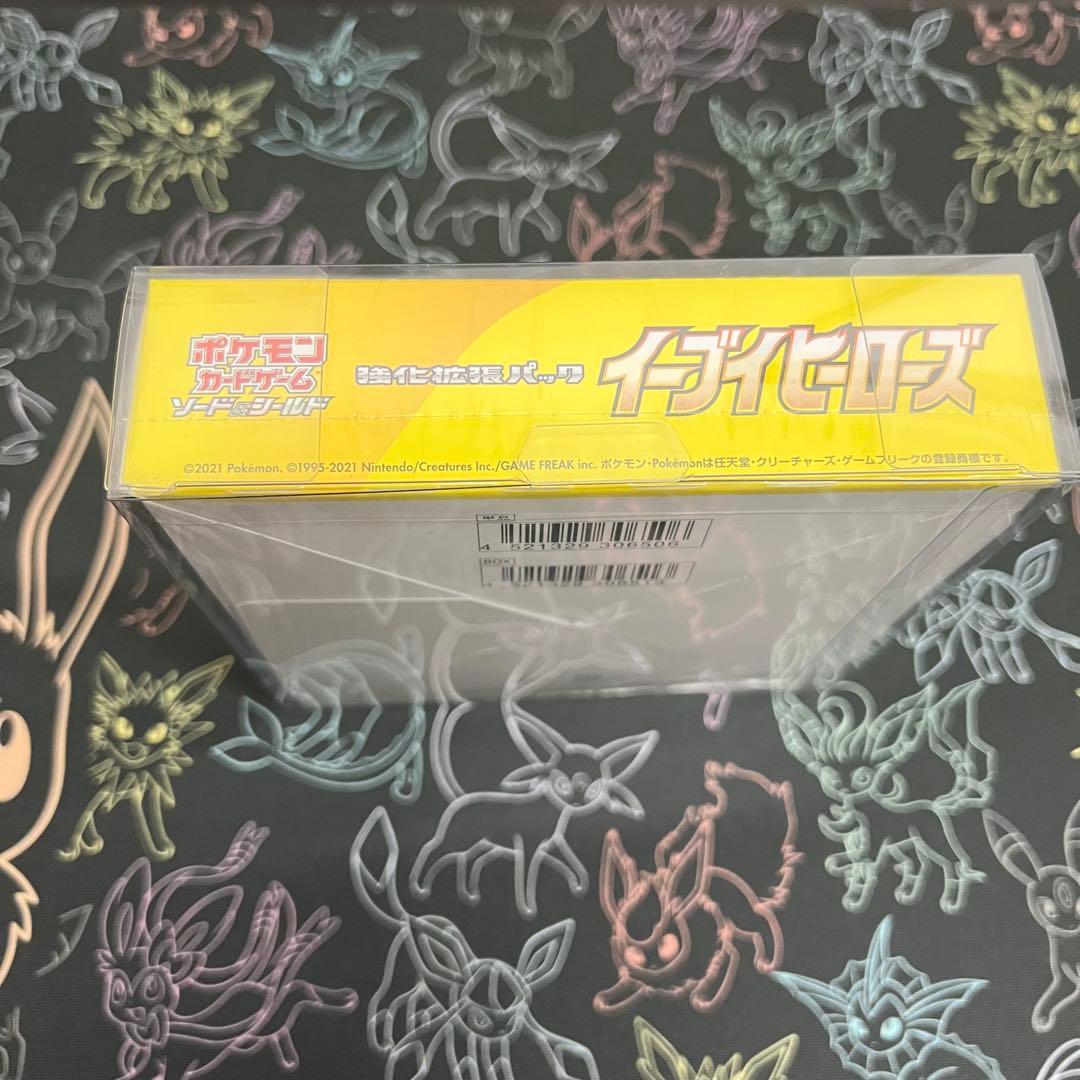 ポケモン
カードゲーム
ソード&シールド
強化拡張パック
イーブイヒーローズ
©2021 Pokémon. ©1995-2021 Nintendo/Creatures Inc./GAME FREAK inc. ポケモン・Pokémonは任天堂・クリーチャーズ・ゲームフリークの登録商標です。
4 521329 306506
BOX